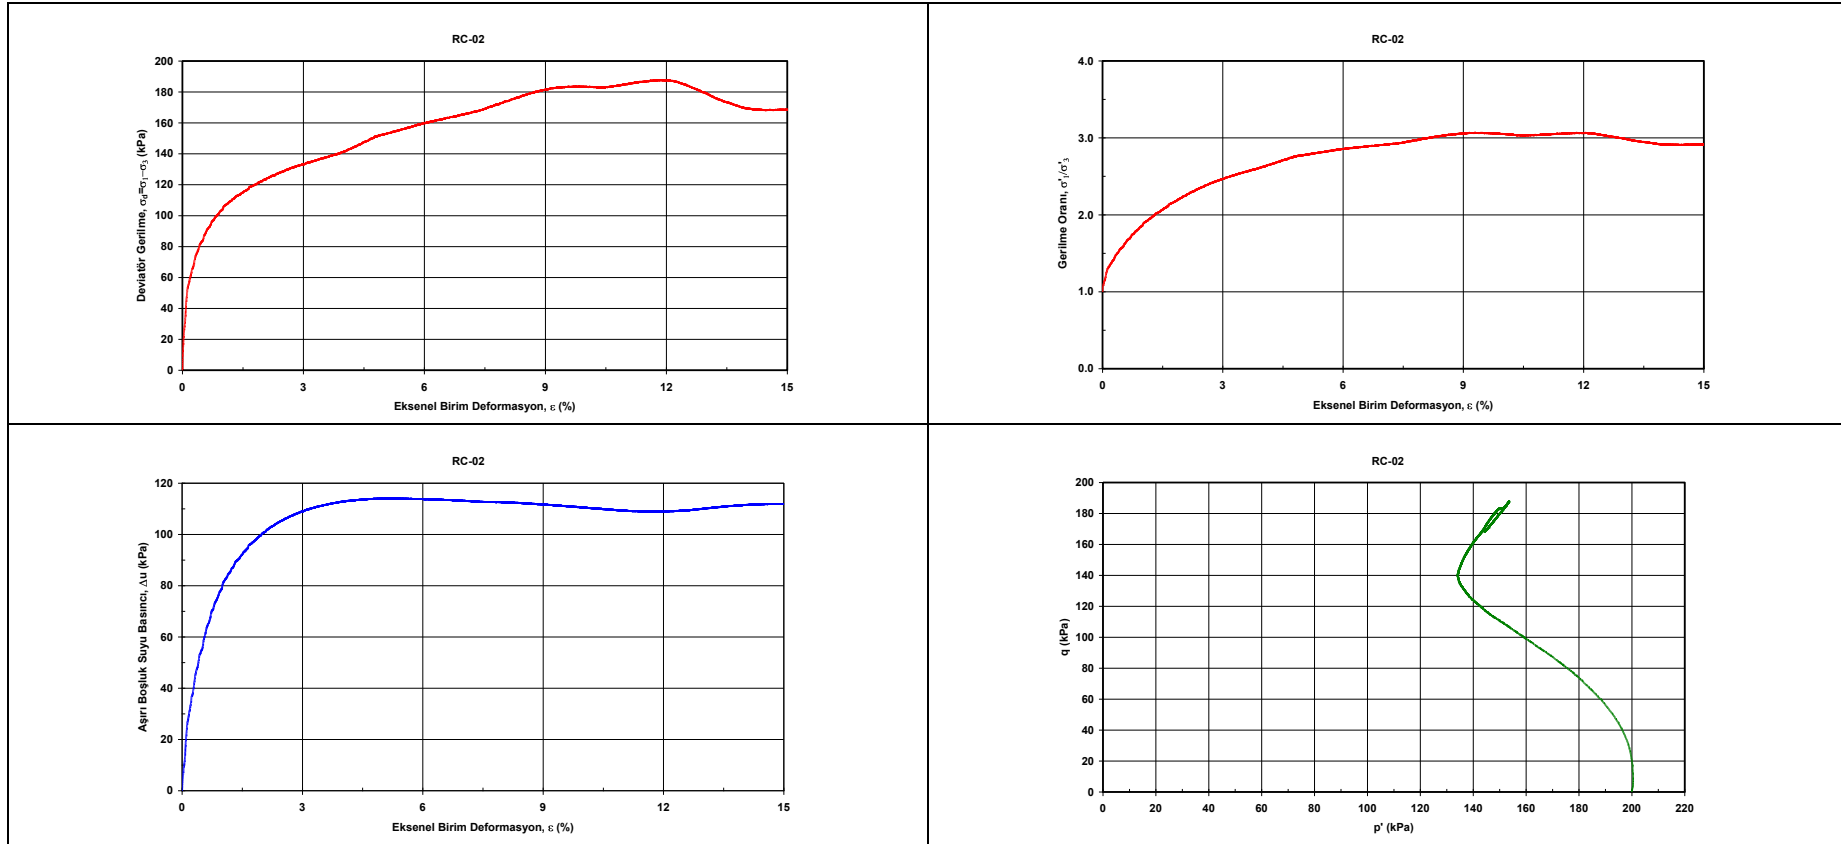 RC-02
200
180
160
140
120
100
80
60
40
20
0
Deviatör Gerilme, σd=σ1−σ3 (kPa)
0 3 6 9 12 15
Eksenel Birim Deformasyon, ε (%)
RC-02
4.0
3.0
2.0
1.0
0.0
Gerilme Oranı, σ'1/σ'3
0 3 6 9 12 15
Eksenel Birim Deformasyon, ε (%)
RC-02
120
100
80
60
40
20
0
Aşırı Boşluk Suyu Basıncı, Δu (kPa)
0 3 6 9 12 15
Eksenel Birim Deformasyon, ε (%)
RC-02
200
180
160
140
120
100
80
60
40
20
0
q (kPa)
0 20 40 60 80 100 120 140 160 180 200 220
p' (kPa)